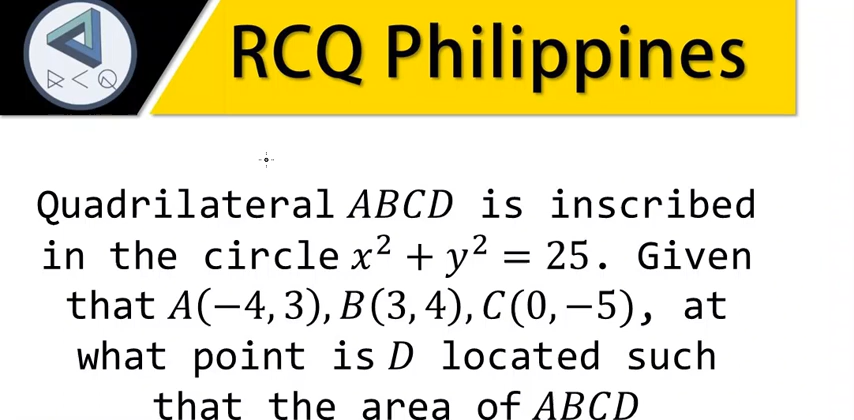 RCQ Philippines
Quadrilateral ABCD is inscribed
in the circle x² + y² = 25. Given
that A(−4, 3), B(3, 4), C(0, −5), at
what point is D located such
that the area of ABCD